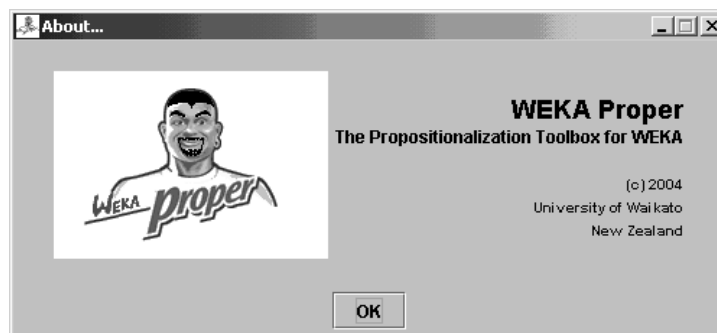 About...
WEKA Proper
The Propositionalization Toolbox for WEKA
(c) 2004
University of Waikato
New Zealand
WEKA Proper
OK